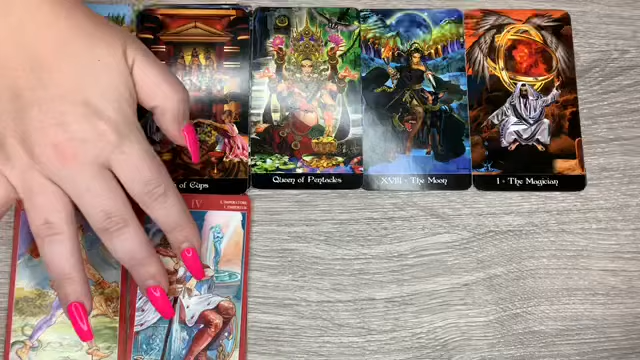 of Cups
Queen of Pentacles
XVIII - The Moon
I - The Magician
IV